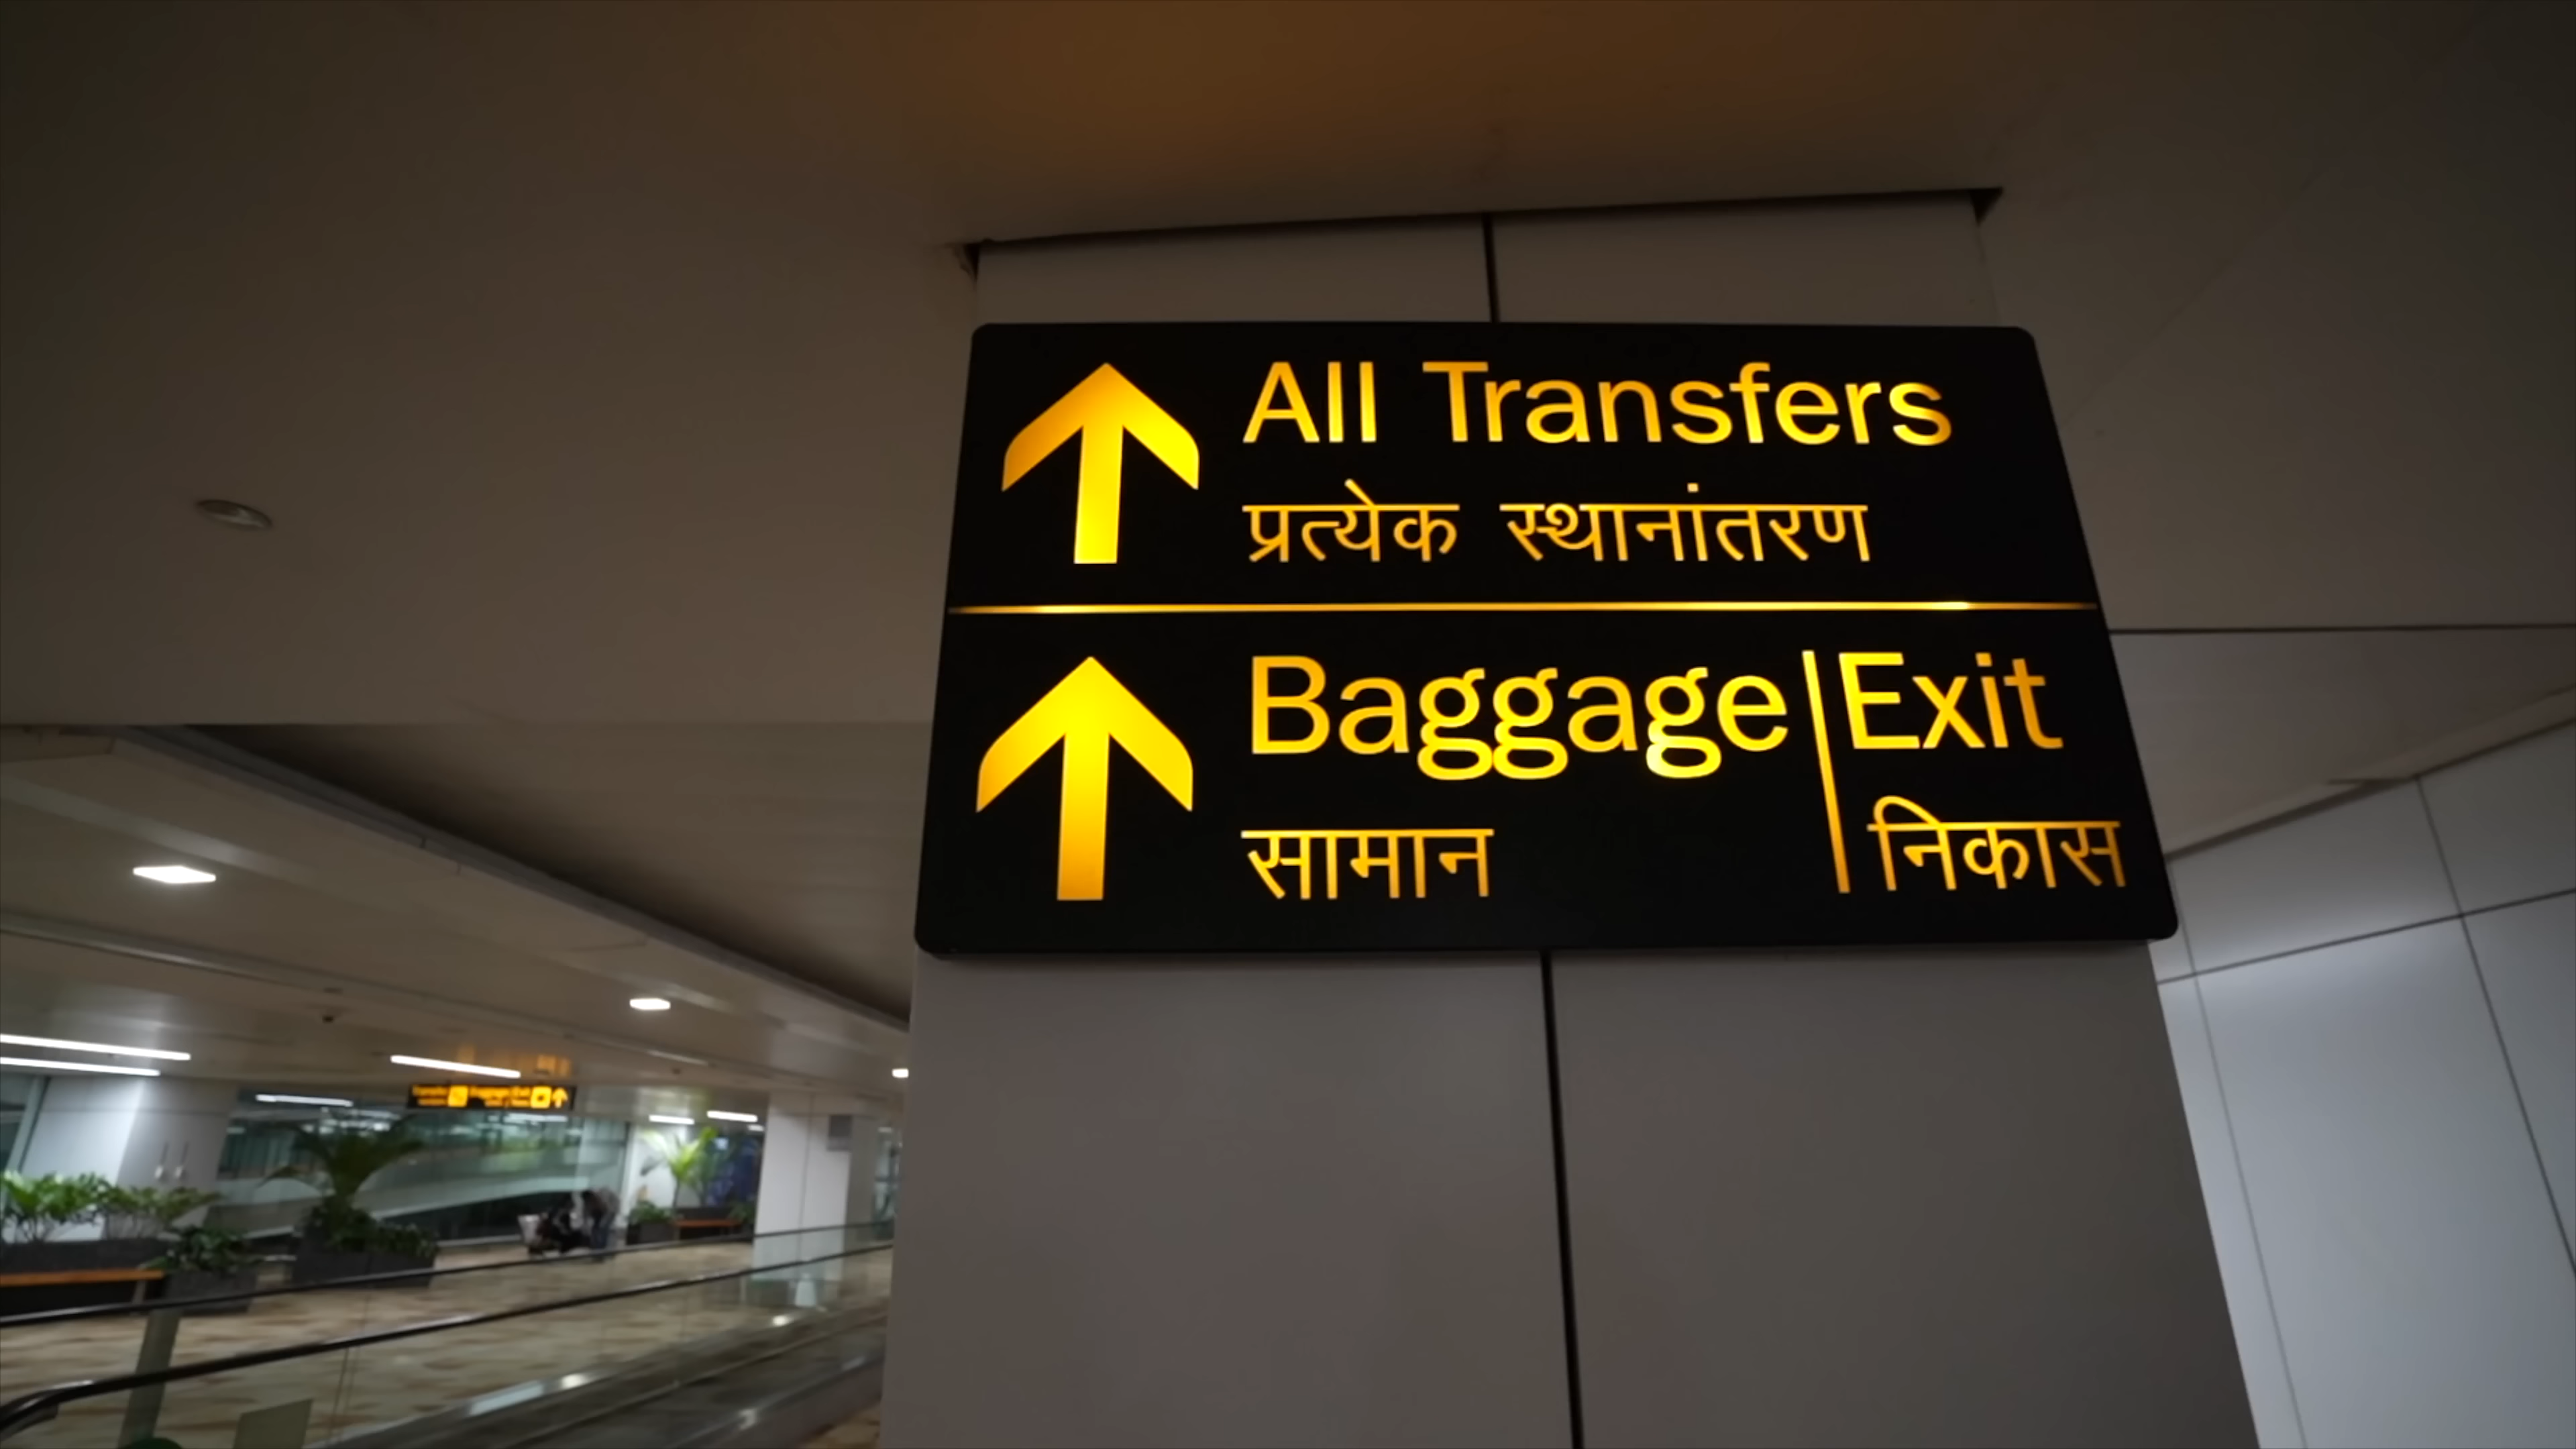 All Transfers
प्रत्येक स्थानांतरण
Baggage | Exit
सामान | निकास